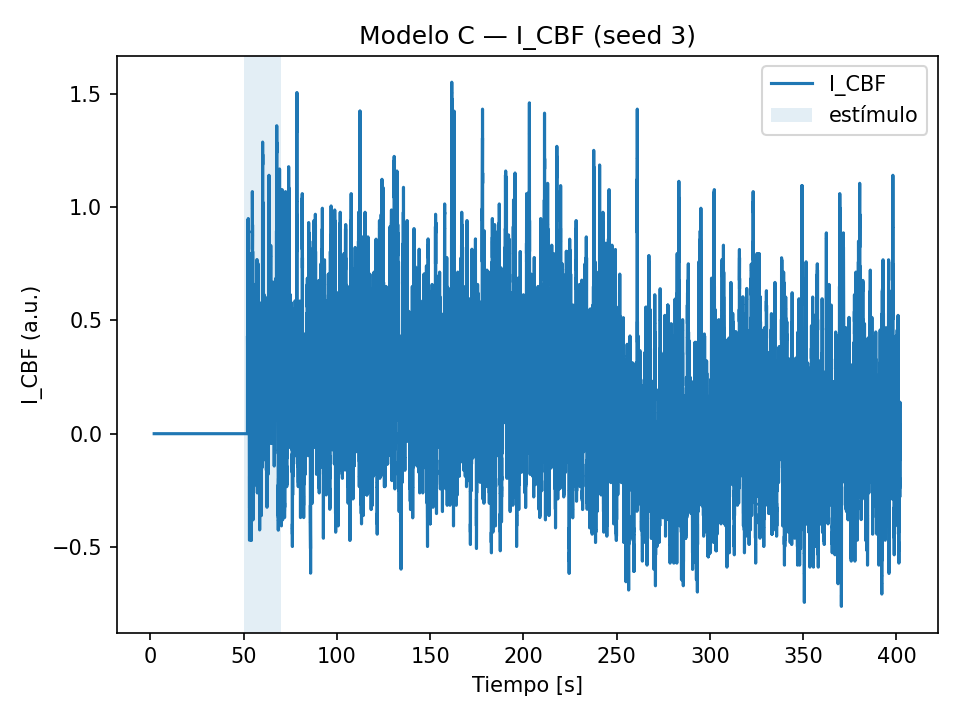 Modelo C — I_CBF (seed 3)
I_CBF
estímulo
1.5
1.0
0.5
0.0
−0.5
I_CBF (a.u.)
0 50 100 150 200 250 300 350 400
Tiempo [s]